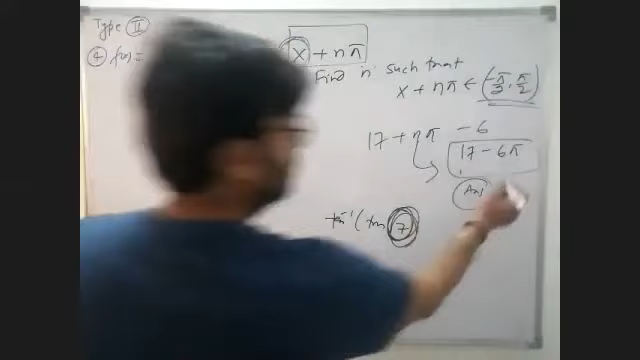 Type II
④ f(x) = x + nπ
Find n such that
x + nπ ∈ (-π/2, π/2)
17 + nπ -6
17 - 6π
Ans
tan⁻¹(tan 7